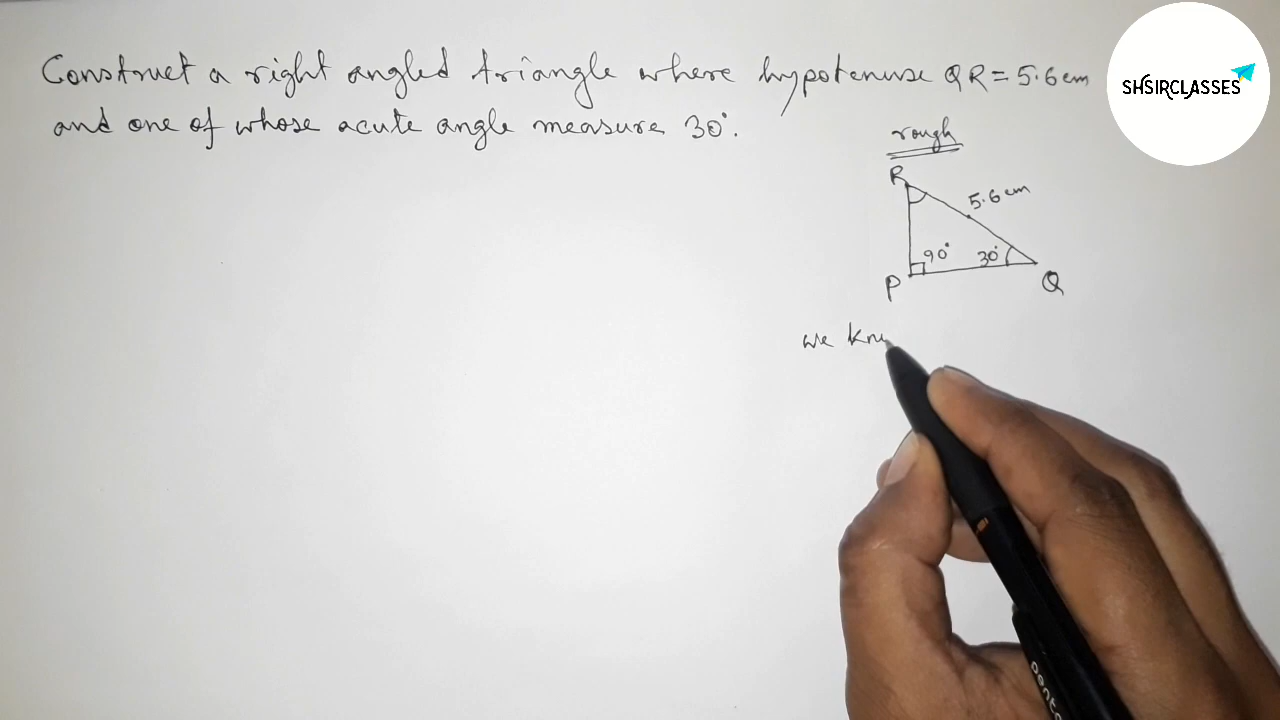 Construct a right angled triangle where hypotenuse QR = 5.6 cm
and one of whose acute angle measure 30°.
SHSIRCLASSES
rough
R
5.6 cm
90° 30°
P Q
we kn